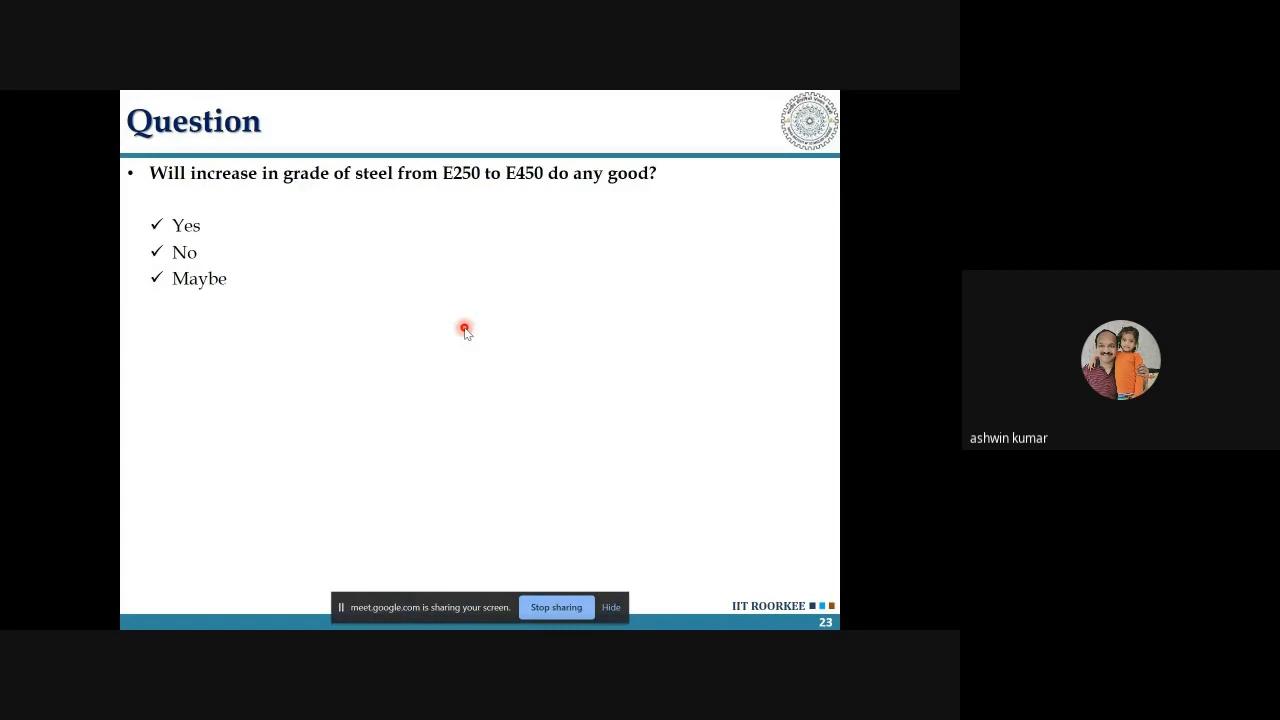 Question
• Will increase in grade of steel from E250 to E450 do any good?
✓ Yes
✓ No
✓ Maybe
ashwin kumar
meet.google.com is sharing your screen. Stop sharing Hide
IIT ROORKEE
23